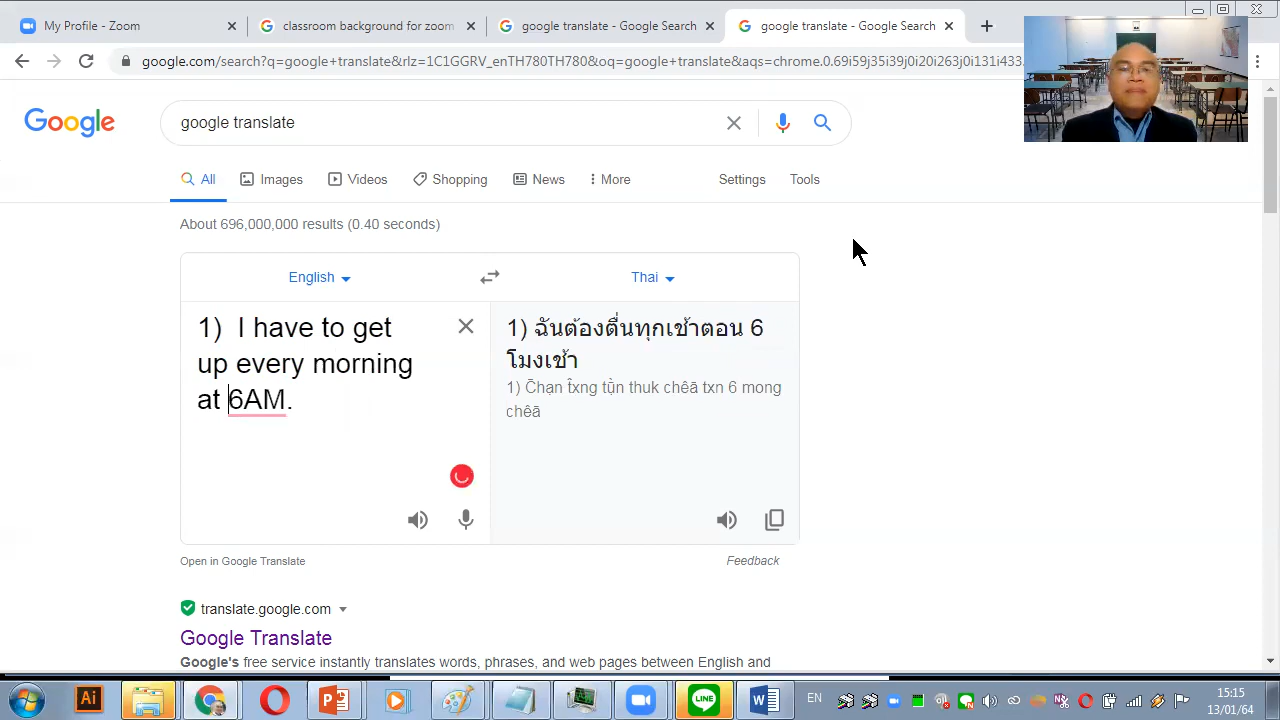 My Profile - Zoom
classroom background for zoom -
google translate - Google Search
google translate - Google Search
google.com/search?q=google+translate&rlz=1C1GGRV_enTH780TH780&oq=google+translate&aqs=chrome.0.69i59j35i39j0i20i263j0i131i433.
Google
google translate
All
Images
Videos
Shopping
News
More
Settings
Tools
About 696,000,000 results (0.40 seconds)
English
Thai
1)  I have to get
up every morning
at 6AM.
1) ฉันต้องตื่นทุกเช้าตอน 6
โมงเช้า
1) C̄hạn t̂xng tụ̄̀n thuk chêā txn 6 mong
chêā
Open in Google Translate
Feedback
translate.google.com
Google Translate
Google's free service instantly translates words, phrases, and web pages between English and
Ai
LINE
EN
15:15
13/01/64